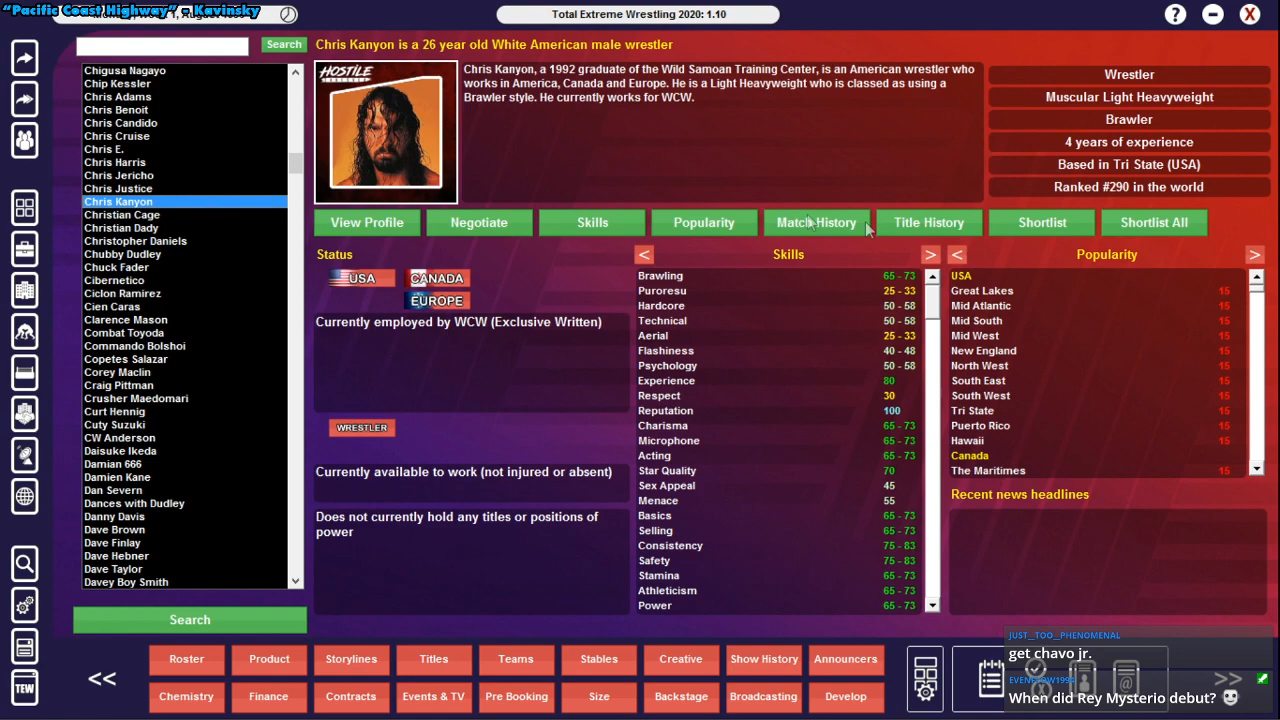 "Pacific Coast Highway" - Kavinsky
Total Extreme Wrestling 2020: 1.10
? X
Search
Chris Kanyon is a 26 year old White American male wrestler
Chigusa Nagayo
Chip Kessler
Chris Adams
Chris Benoit
Chris Candido
Chris Cruise
Chris E.
Chris Harris
Chris Jericho
Chris Justice
Chris Kanyon
Christian Cage
Christian Dady
Christopher Daniels
Chubby Dudley
Chuck Fader
Cibernetico
Ciclon Ramirez
Cien Caras
Clarence Mason
Combat Toyoda
Commando Bolshoi
Copetes Salazar
Corey Maclin
Craig Pittman
Crusher Maedomari
Curt Hennig
Cuty Suzuki
CW Anderson
Daisuke Ikeda
Damian 666
Damien Kane
Dan Severn
Dances with Dudley
Danny Davis
Dave Brown
Dave Finlay
Dave Hebner
Dave Taylor
Davey Boy Smith
Search
HOSTILE
Chris Kanyon, a 1992 graduate of the Wild Samoan Training Center, is an American wrestler who
works in America, Canada and Europe. He is a Light Heavyweight who is classed as using a
Brawler style. He currently works for WCW.
Wrestler
Muscular Light Heavyweight
Brawler
4 years of experience
Based in Tri State (USA)
Ranked #290 in the world
View Profile Negotiate Skills Popularity Match History Title History Shortlist Shortlist All
Status
USA CANADA
EUROPE
Currently employed by WCW (Exclusive Written)
WRESTLER
Currently available to work (not injured or absent)
Does not currently hold any titles or positions of
power
< Skills >
Brawling 65 - 73
Puroresu 25 - 33
Hardcore 50 - 58
Technical 50 - 58
Aerial 25 - 33
Flashiness 40 - 48
Psychology 50 - 58
Experience 80
Respect 30
Reputation 100
Charisma 65 - 73
Microphone 65 - 73
Acting 65 - 73
Star Quality 70
Sex Appeal 45
Menace 55
Basics 65 - 73
Selling 65 - 73
Consistency 75 - 83
Safety 75 - 83
Stamina 65 - 73
Athleticism 65 - 73
Power 65 - 73
< Popularity >
USA
Great Lakes 15
Mid Atlantic 15
Mid South 15
Mid West 15
New England 15
North West 15
South East 15
South West 15
Tri State 15
Puerto Rico 15
Hawaii 15
Canada
The Maritimes 15
Recent news headlines
TEW
<<
Roster Product Storylines Titles Teams Stables Creative Show History Announcers
Chemistry Finance Contracts Events & TV Pre Booking Size Backstage Broadcasting Develop
>>
JUST_TOO_PHENOMENAL
get chavo jr.
When did Rey Mysterio debut?